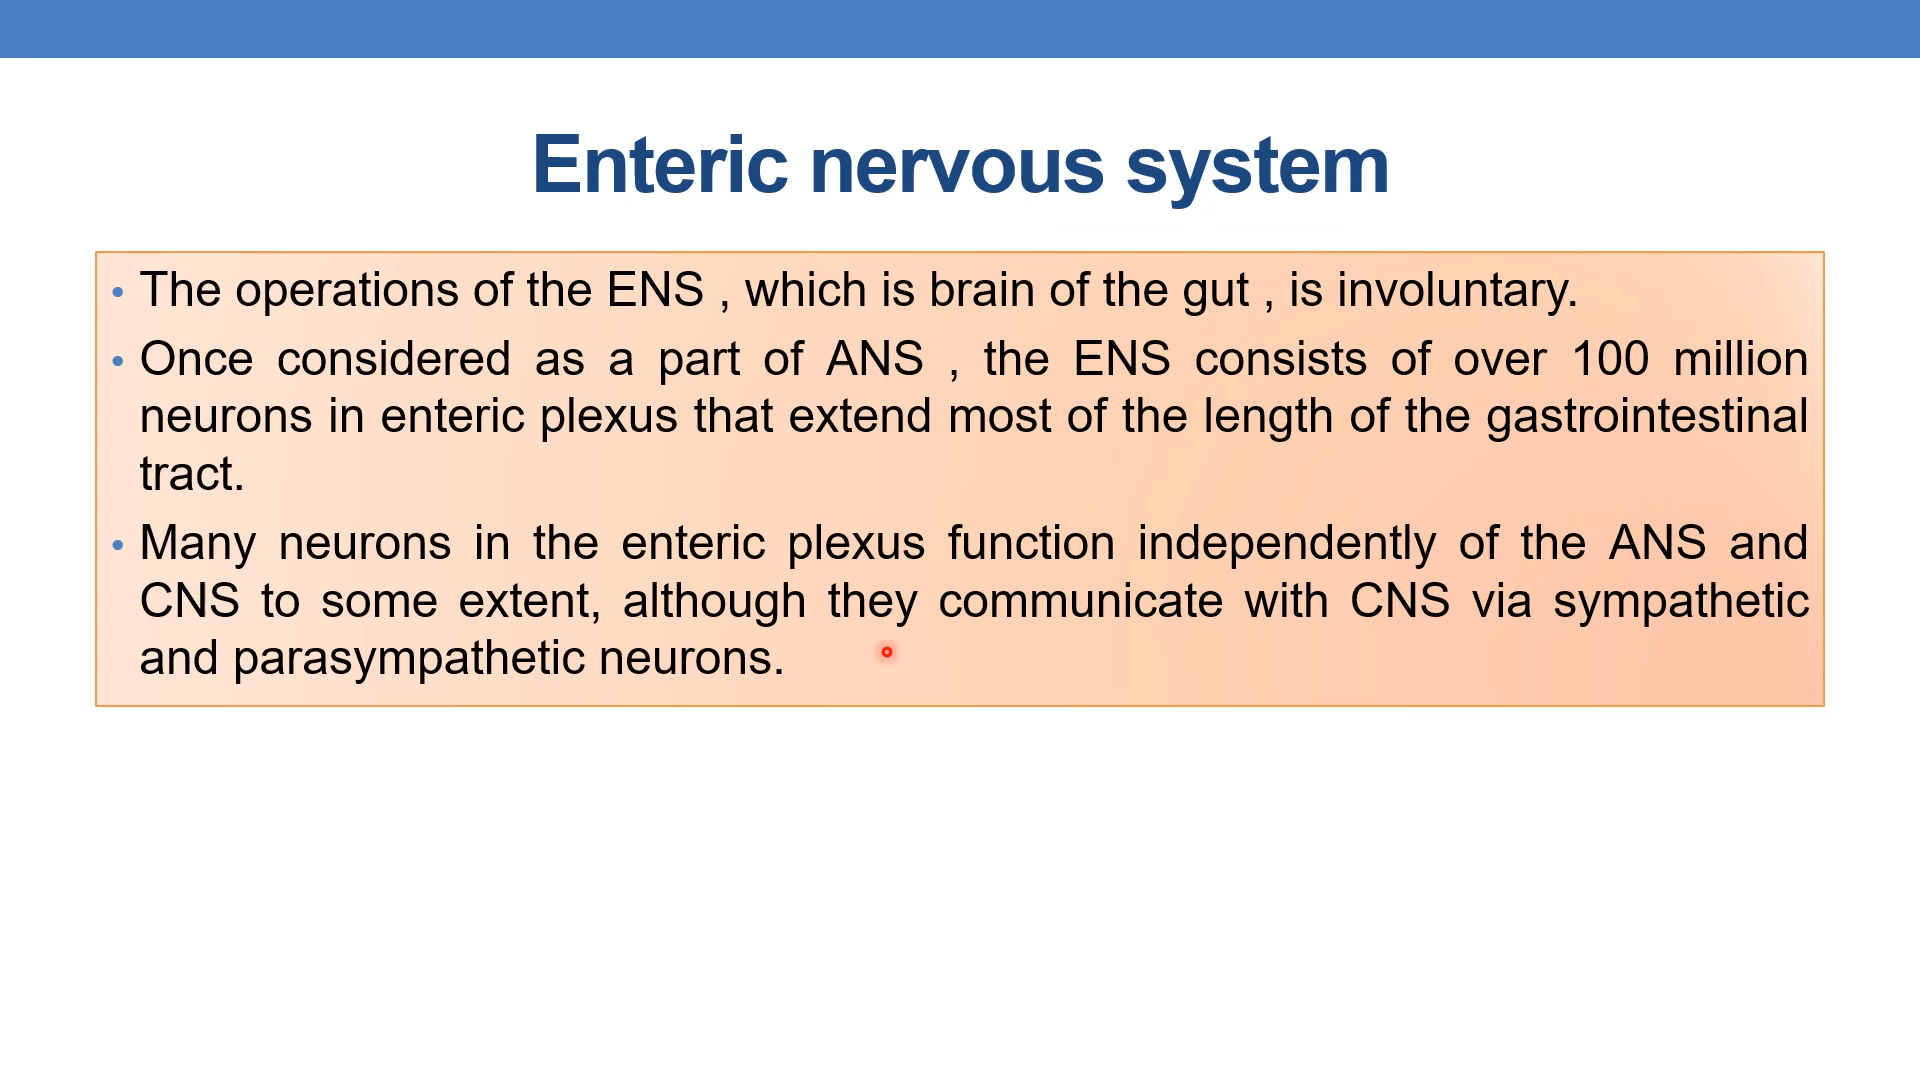 Enteric nervous system
• The operations of the ENS , which is brain of the gut , is involuntary.
• Once considered as a part of ANS , the ENS consists of over 100 million
neurons in enteric plexus that extend most of the length of the gastrointestinal
tract.
• Many neurons in the enteric plexus function independently of the ANS and
CNS to some extent, although they communicate with CNS via sympathetic
and parasympathetic neurons.